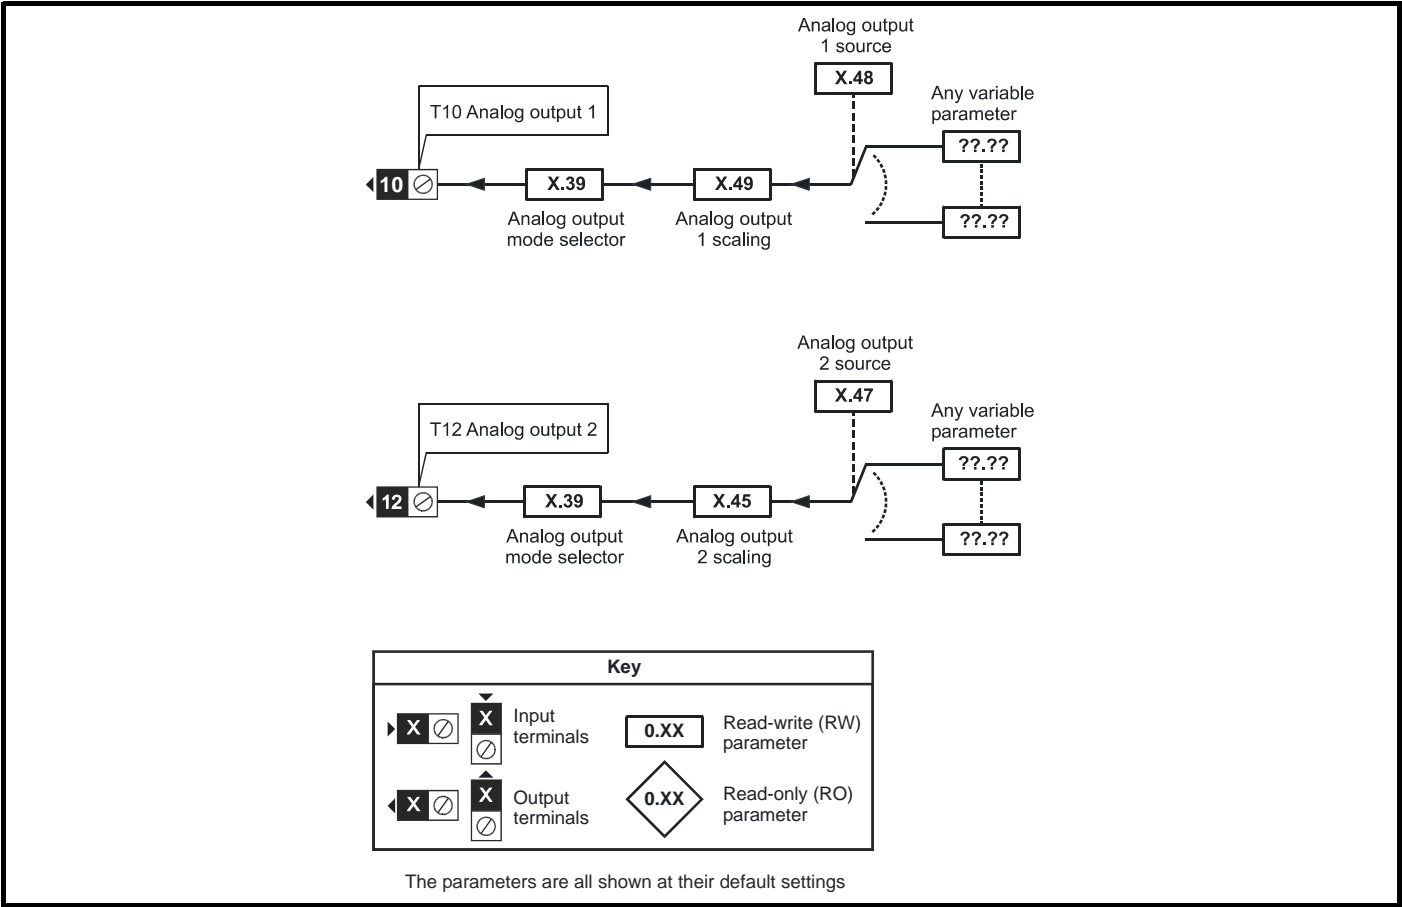 Analog output
1 source
X.48
Any variable
parameter
??.??
T10 Analog output 1
10
X.39
X.49
Analog output
mode selector
Analog output
1 scaling
??.??
Analog output
2 source
X.47
Any variable
parameter
??.??
T12 Analog output 2
12
X.39
X.45
Analog output
mode selector
Analog output
2 scaling
??.??
Key
X
X
Input
terminals
0.XX
Read-write (RW)
parameter
X
X
Output
terminals
0.XX
Read-only (RO)
parameter
The parameters are all shown at their default settings